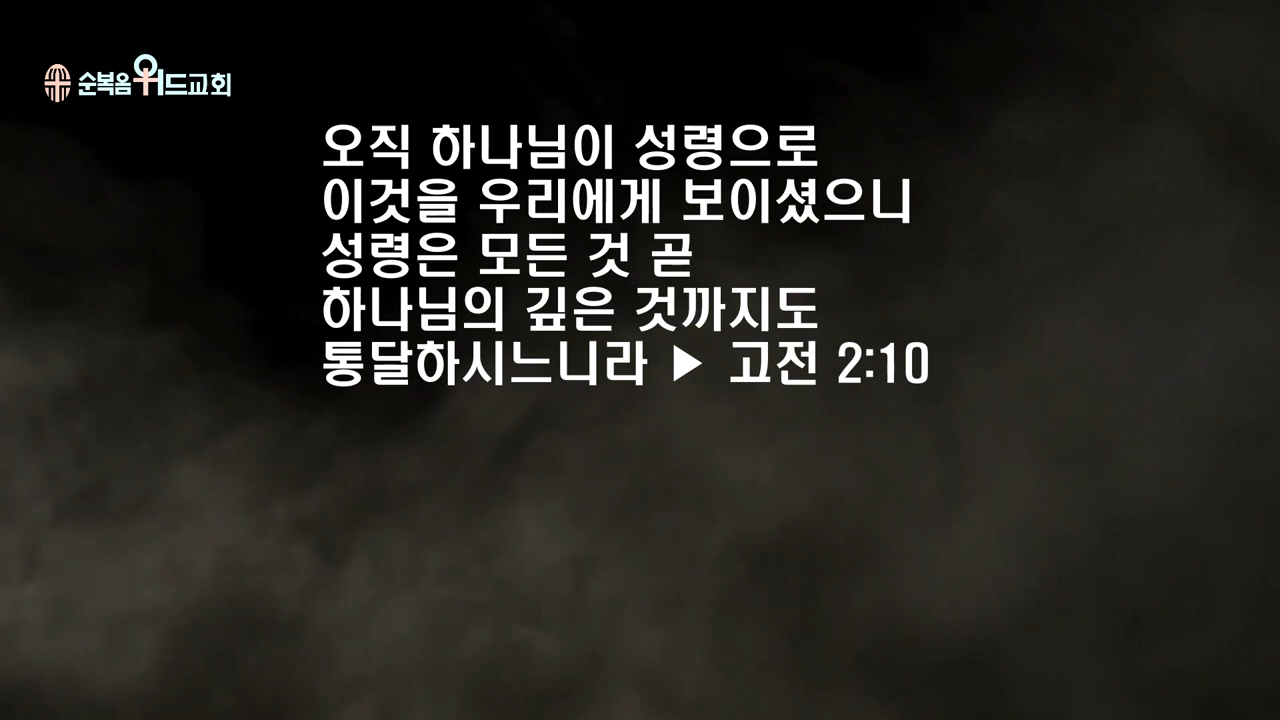 순복음워드교회
오직 하나님이 성령으로
이것을 우리에게 보이셨으니
성령은 모든 것 곧
하나님의 깊은 것까지도
통달하시느니라 ▶ 고전 2:10